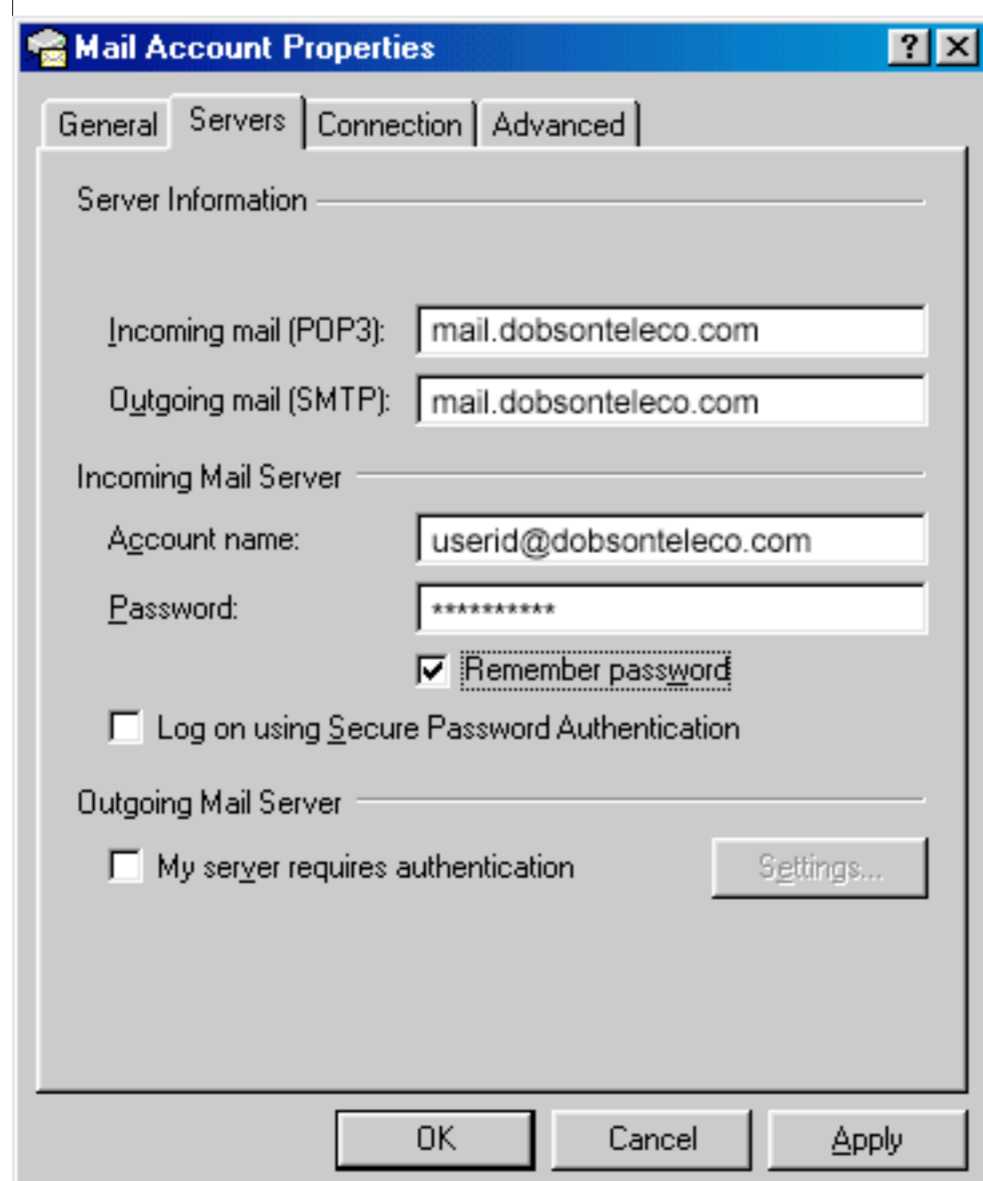 Mail Account Properties
General Servers Connection Advanced
Server Information
Incoming mail (POP3): mail.dobsonteleco.com
Outgoing mail (SMTP): mail.dobsonteleco.com
Incoming Mail Server
Account name: userid@dobsonteleco.com
Password: **********
Remember password
Log on using Secure Password Authentication
Outgoing Mail Server
My server requires authentication Settings...
OK Cancel Apply